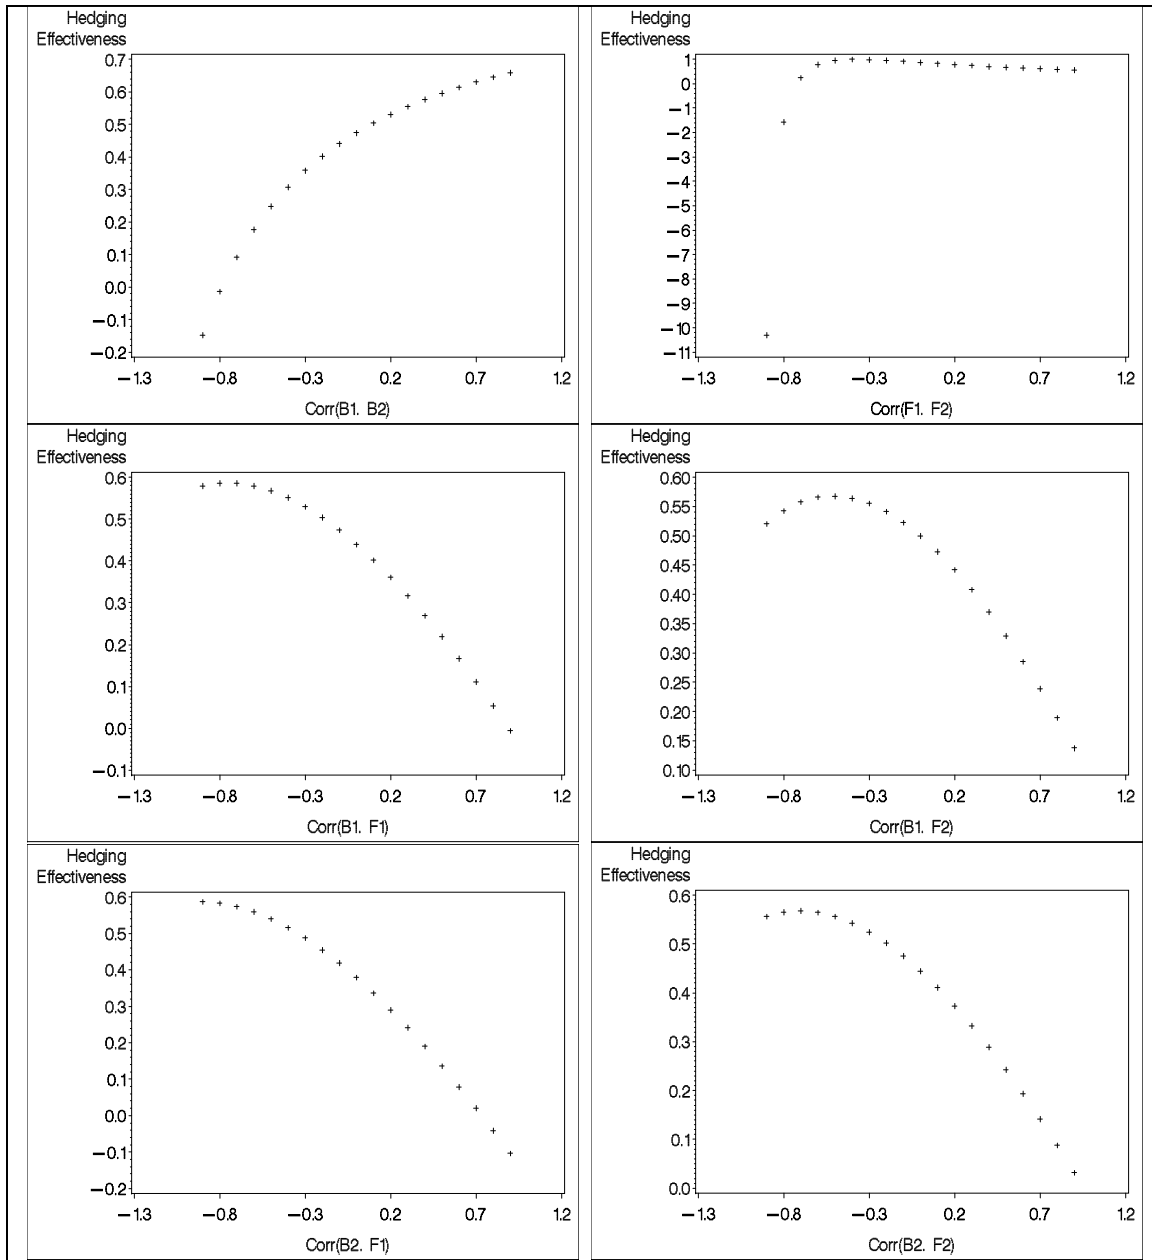 Hedging
Effectiveness
0.7
0.6
0.5
0.4
0.3
0.2
0.1
0.0
−0.1
−0.2
−1.3 −0.8 −0.3 0.2 0.7 1.2
Corr(B1. B2)
Hedging
Effectiveness
1
0
−1
−2
−3
−4
−5
−6
−7
−8
−9
−10
−11
−1.3 −0.8 −0.3 0.2 0.7 1.2
Corr(F1. F2)
Hedging
Effectiveness
0.6
0.5
0.4
0.3
0.2
0.1
0.0
−0.1
−1.3 −0.8 −0.3 0.2 0.7 1.2
Corr(B1. F1)
Hedging
Effectiveness
0.60
0.55
0.50
0.45
0.40
0.35
0.30
0.25
0.20
0.15
0.10
−1.3 −0.8 −0.3 0.2 0.7 1.2
Corr(B1. F2)
Hedging
Effectiveness
0.6
0.5
0.4
0.3
0.2
0.1
0.0
−0.1
−0.2
−1.3 −0.8 −0.3 0.2 0.7 1.2
Corr(B2. F1)
Hedging
Effectiveness
0.6
0.5
0.4
0.3
0.2
0.1
0.0
−1.3 −0.8 −0.3 0.2 0.7 1.2
Corr(B2. F2)